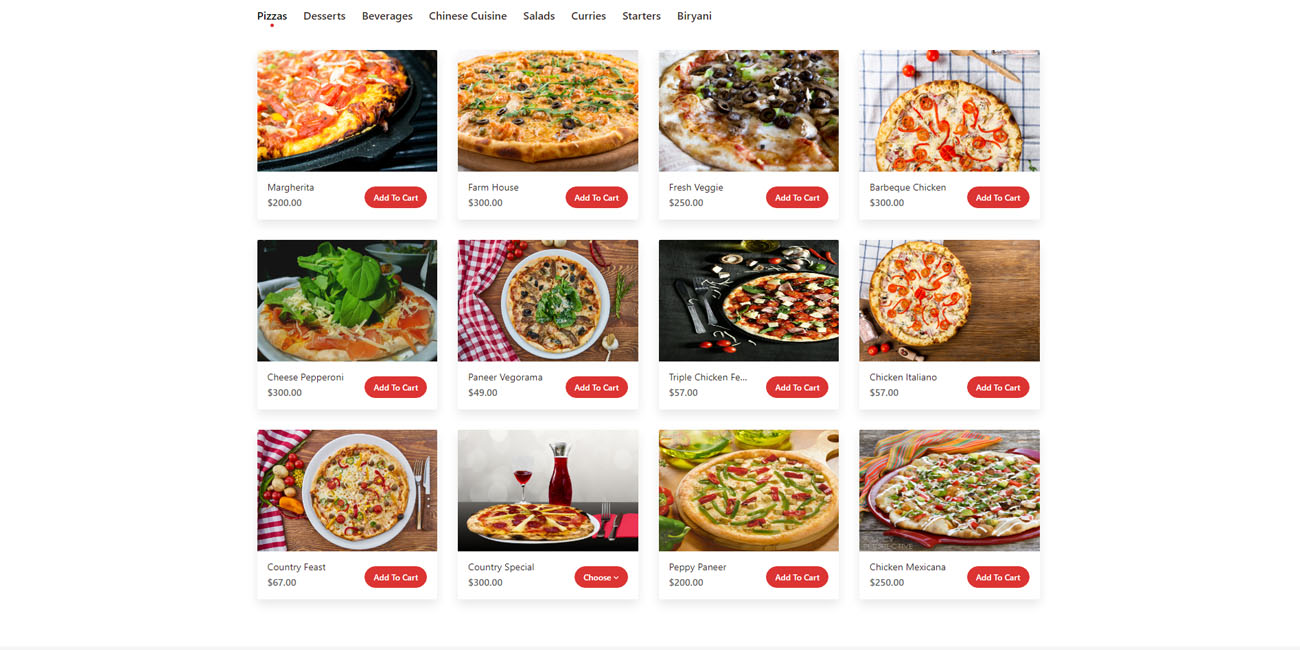 Pizzas Desserts Beverages Chinese Cuisine Salads Curries Starters Biryani
Margherita
$200.00
Add To Cart
Farm House
$300.00
Add To Cart
Fresh Veggie
$250.00
Add To Cart
Barbeque Chicken
$300.00
Add To Cart
Cheese Pepperoni
$300.00
Add To Cart
Paneer Vegorama
$49.00
Add To Cart
Triple Chicken Fe...
$57.00
Add To Cart
Chicken Italiano
$57.00
Add To Cart
Country Feast
$67.00
Add To Cart
Country Special
$300.00
Choose
Peppy Paneer
$200.00
Add To Cart
PERSPECTIVE
Chicken Mexicana
$250.00
Add To Cart